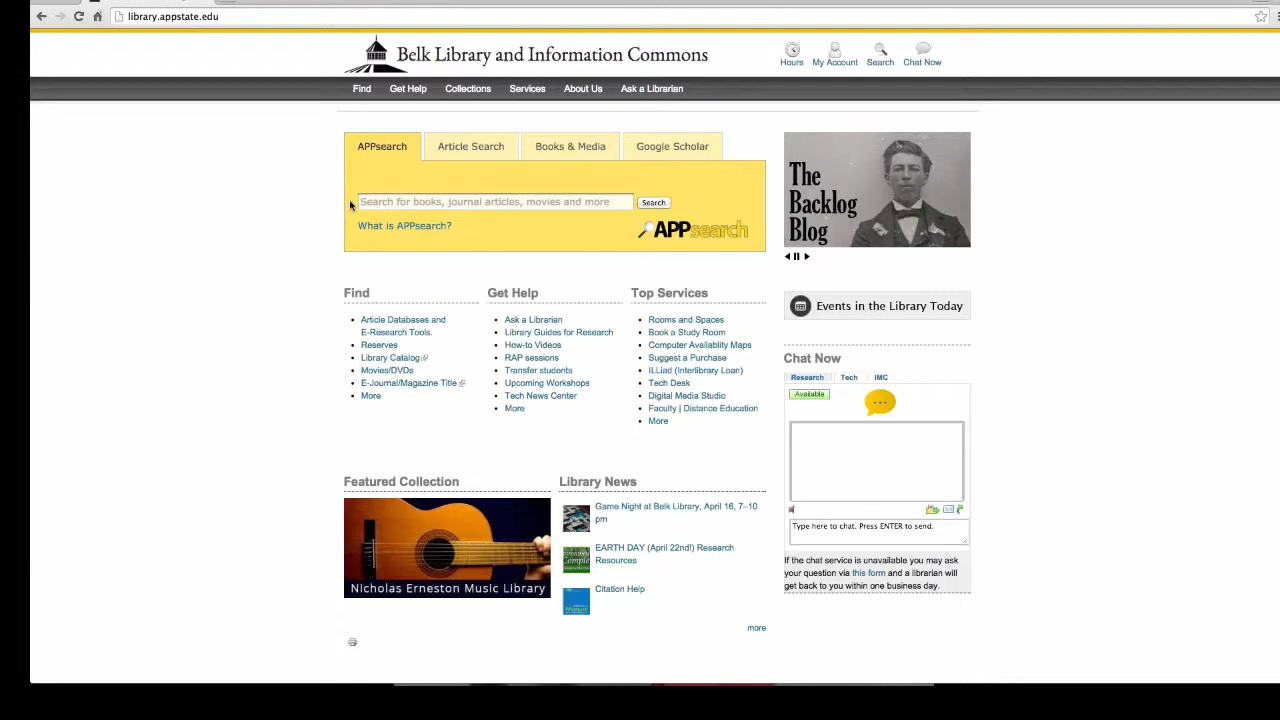 library.appstate.edu
Belk Library and Information Commons
Hours
My Account
Search
Chat Now
Find
Get Help
Collections
Services
About Us
Ask a Librarian
APPsearch
Article Search
Books & Media
Google Scholar
Search for books, journal articles, movies and more
Search
What is APPsearch?
APPsearch
The
Backlog
Blog
Events in the Library Today
Find
Article Databases and
E-Research Tools.
Reserves
Library Catalog
Movies/DVDs
E-Journal/Magazine Title
More
Get Help
Ask a Librarian
Library Guides for Research
How-to Videos
RAP sessions
Transfer students
Upcoming Workshops
Tech News Center
More
Top Services
Rooms and Spaces
Book a Study Room
Computer Availablity Maps
Suggest a Purchase
ILLiad (Interlibrary Loan)
Tech Desk
Digital Media Studio
Faculty | Distance Education
More
Chat Now
Research
Tech
IMC
Available
Type here to chat. Press ENTER to send.
If the chat service is unavailable you may ask
your question via this form and a librarian will
get back to you within one business day.
Featured Collection
Nicholas Erneston Music Library
Library News
Game Night at Belk Library, April 16, 7–10
pm
EARTH DAY (April 22nd!) Research
Resources
Citation Help
more